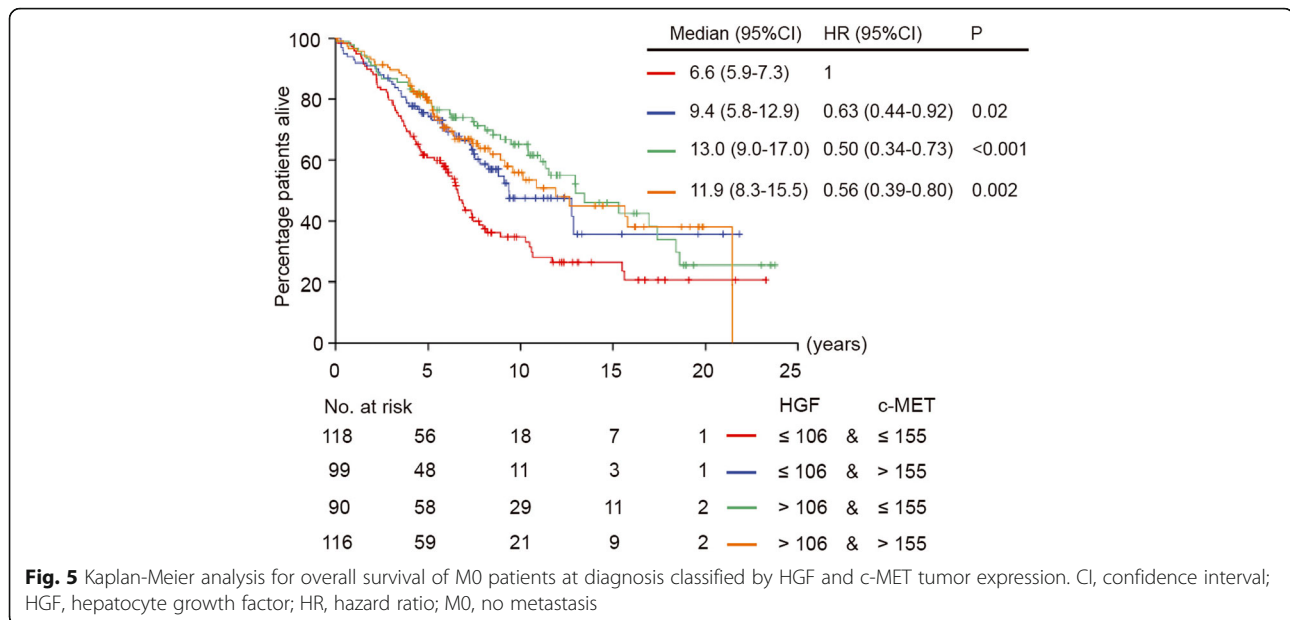 Median (95%CI) HR (95%CI) P
6.6 (5.9-7.3) 1
9.4 (5.8-12.9) 0.63 (0.44-0.92) 0.02
13.0 (9.0-17.0) 0.50 (0.34-0.73) <0.001
11.9 (8.3-15.5) 0.56 (0.39-0.80) 0.002
Percentage patients alive
100
80
60
40
20
0
0 5 10 15 20 25
(years)
No. at risk HGF c-MET
118 56 18 7 1 ≤ 106 & ≤ 155
99 48 11 3 1 ≤ 106 & > 155
90 58 29 11 2 > 106 & ≤ 155
116 59 21 9 2 > 106 & > 155
Fig. 5 Kaplan-Meier analysis for overall survival of M0 patients at diagnosis classified by HGF and c-MET tumor expression. CI, confidence interval;
HGF, hepatocyte growth factor; HR, hazard ratio; M0, no metastasis